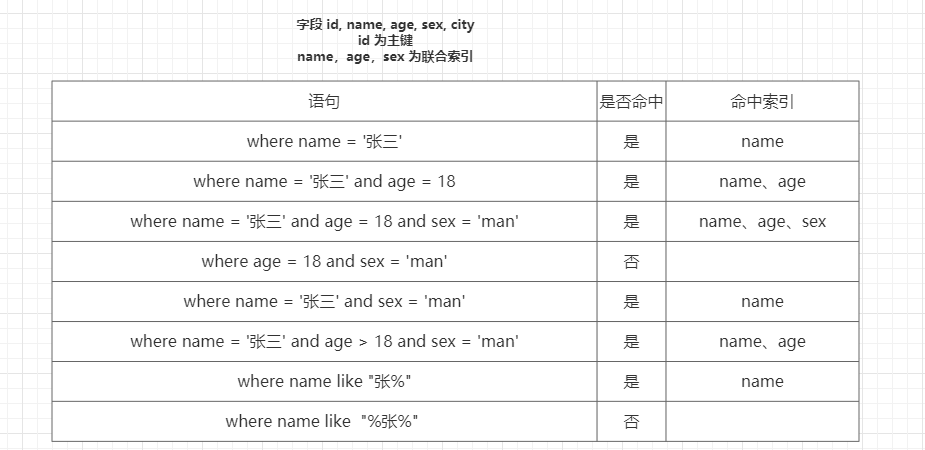 字段 id, name, age, sex, city
id 为主键
name，age，sex 为联合索引
语句 是否命中 命中索引
where name = '张三' 是 name
where name = '张三' and age = 18 是 name、age
where name = '张三' and age = 18 and sex = 'man' 是 name、age、sex
where age = 18 and sex = 'man' 否
where name = '张三' and sex = 'man' 是 name
where name = '张三' and age > 18 and sex = 'man' 是 name、age
where name like "张%" 是 name
where name like "%张%" 否